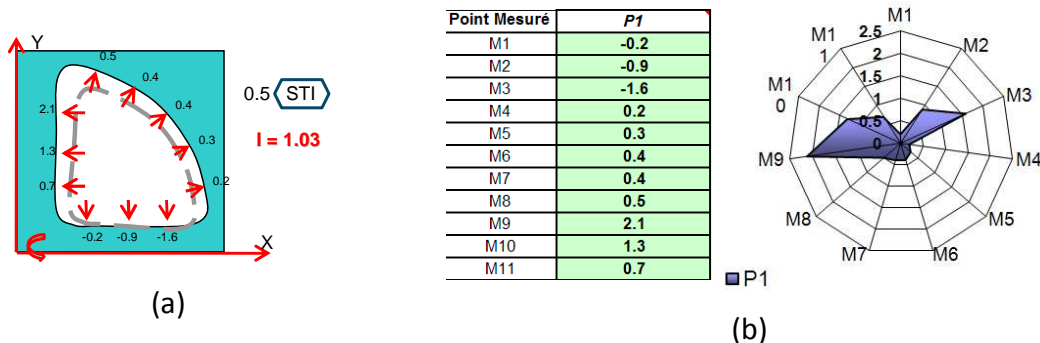 Y
0.5
0.4
0.4
0.3
0.2
2.1
1.3
0.7
-0.2 -0.9 -1.6
X
0.5 STI
I = 1.03
(a)
Point Mesuré P1
M1 -0.2
M2 -0.9
M3 -1.6
M4 0.2
M5 0.3
M6 0.4
M7 0.4
M8 0.5
M9 2.1
M10 1.3
M11 0.7
M1
M2
M3
M4
M5
M6
M7
M8
M9
M1
0
M1
1
2.5
2
1.5
1
0.5
0
P1
(b)